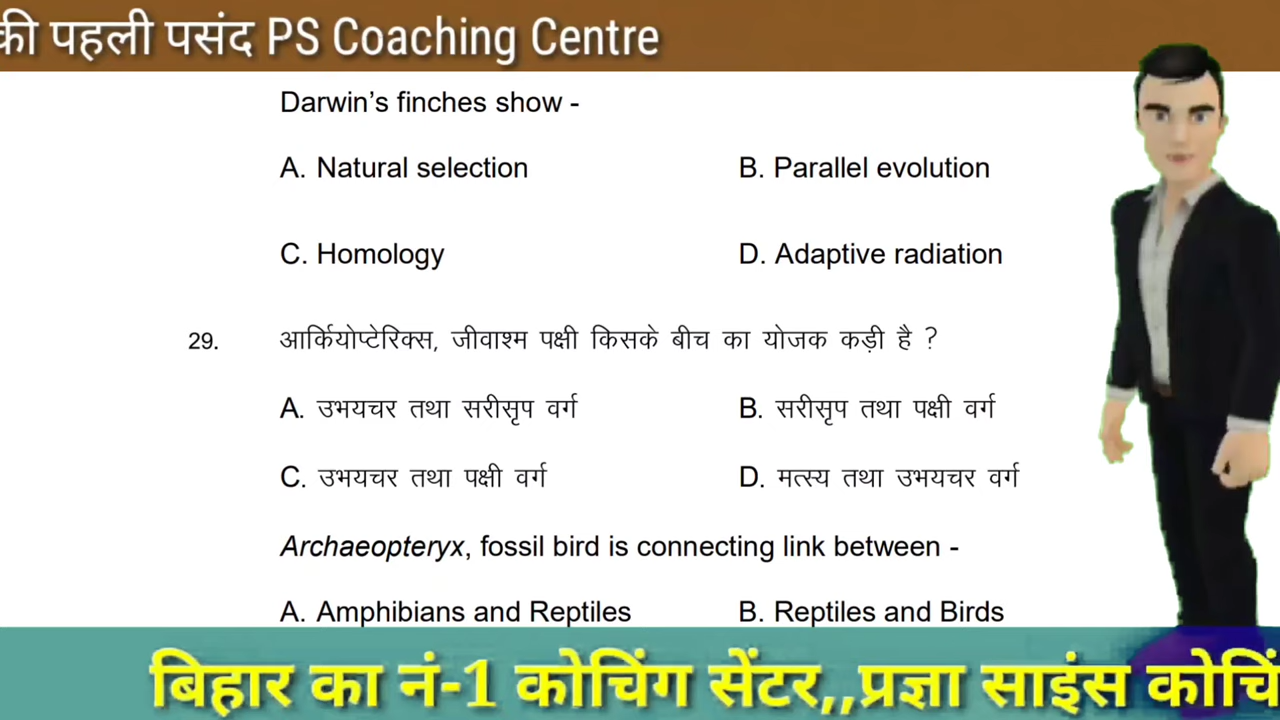 की पहली पसंद PS Coaching Centre
Darwin's finches show -
A. Natural selection B. Parallel evolution
C. Homology D. Adaptive radiation
29. आर्कियोप्टेरिक्स, जीवाश्म पक्षी किसके बीच का योजक कड़ी है ?
A. उभयचर तथा सरीसृप वर्ग B. सरीसृप तथा पक्षी वर्ग
C. उभयचर तथा पक्षी वर्ग D. मत्स्य तथा उभयचर वर्ग
Archaeopteryx, fossil bird is connecting link between -
A. Amphibians and Reptiles B. Reptiles and Birds
बिहार का नं-1 कोचिंग सेंटर,,प्रज्ञा साइंस कोचिं